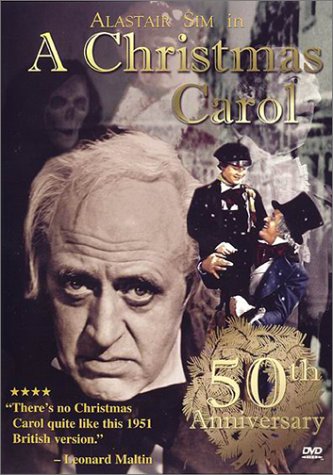 ALASTAIR SIM in
A Christmas
Carol
50th
Anniversary
★★★★
“There's no Christmas
Carol quite like this 1951
British version.”
– Leonard Maltin
DVD